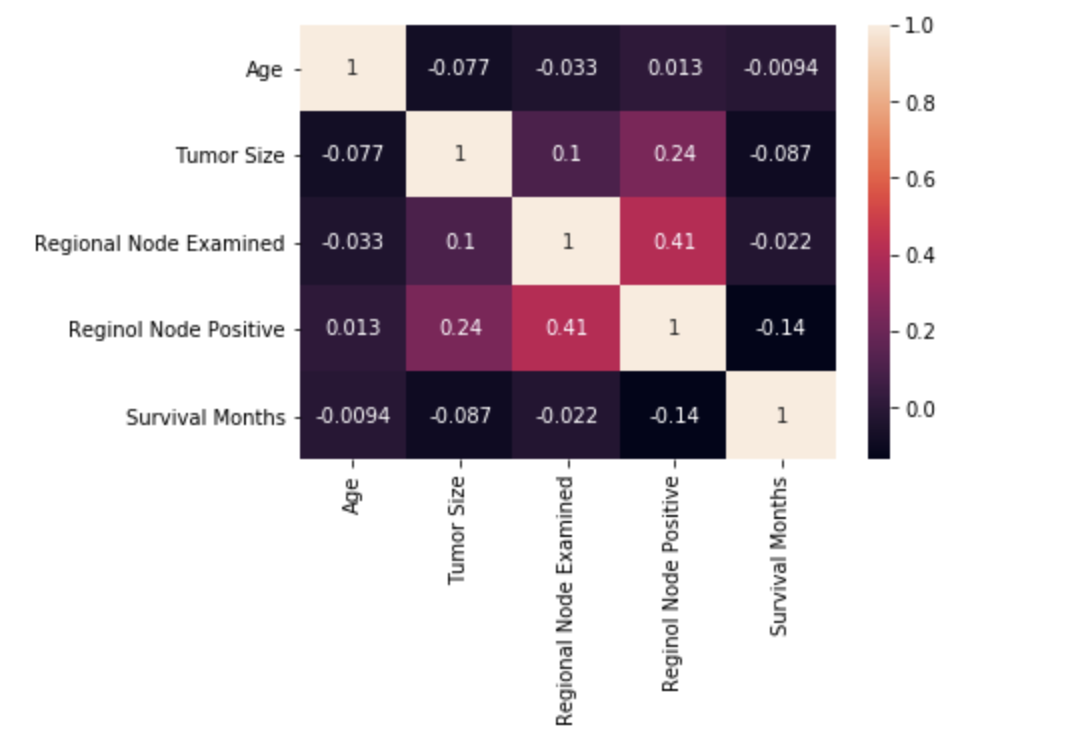 1.0
Age 1 -0.077 -0.033 0.013 -0.0094
0.8
Tumor Size -0.077 1 0.1 0.24 -0.087
0.6
Regional Node Examined -0.033 0.1 1 0.41 -0.022
0.4
Reginol Node Positive 0.013 0.24 0.41 1 -0.14
0.2
Survival Months -0.0094 -0.087 -0.022 -0.14 1
0.0
Age
Tumor Size
Regional Node Examined
Reginol Node Positive
Survival Months